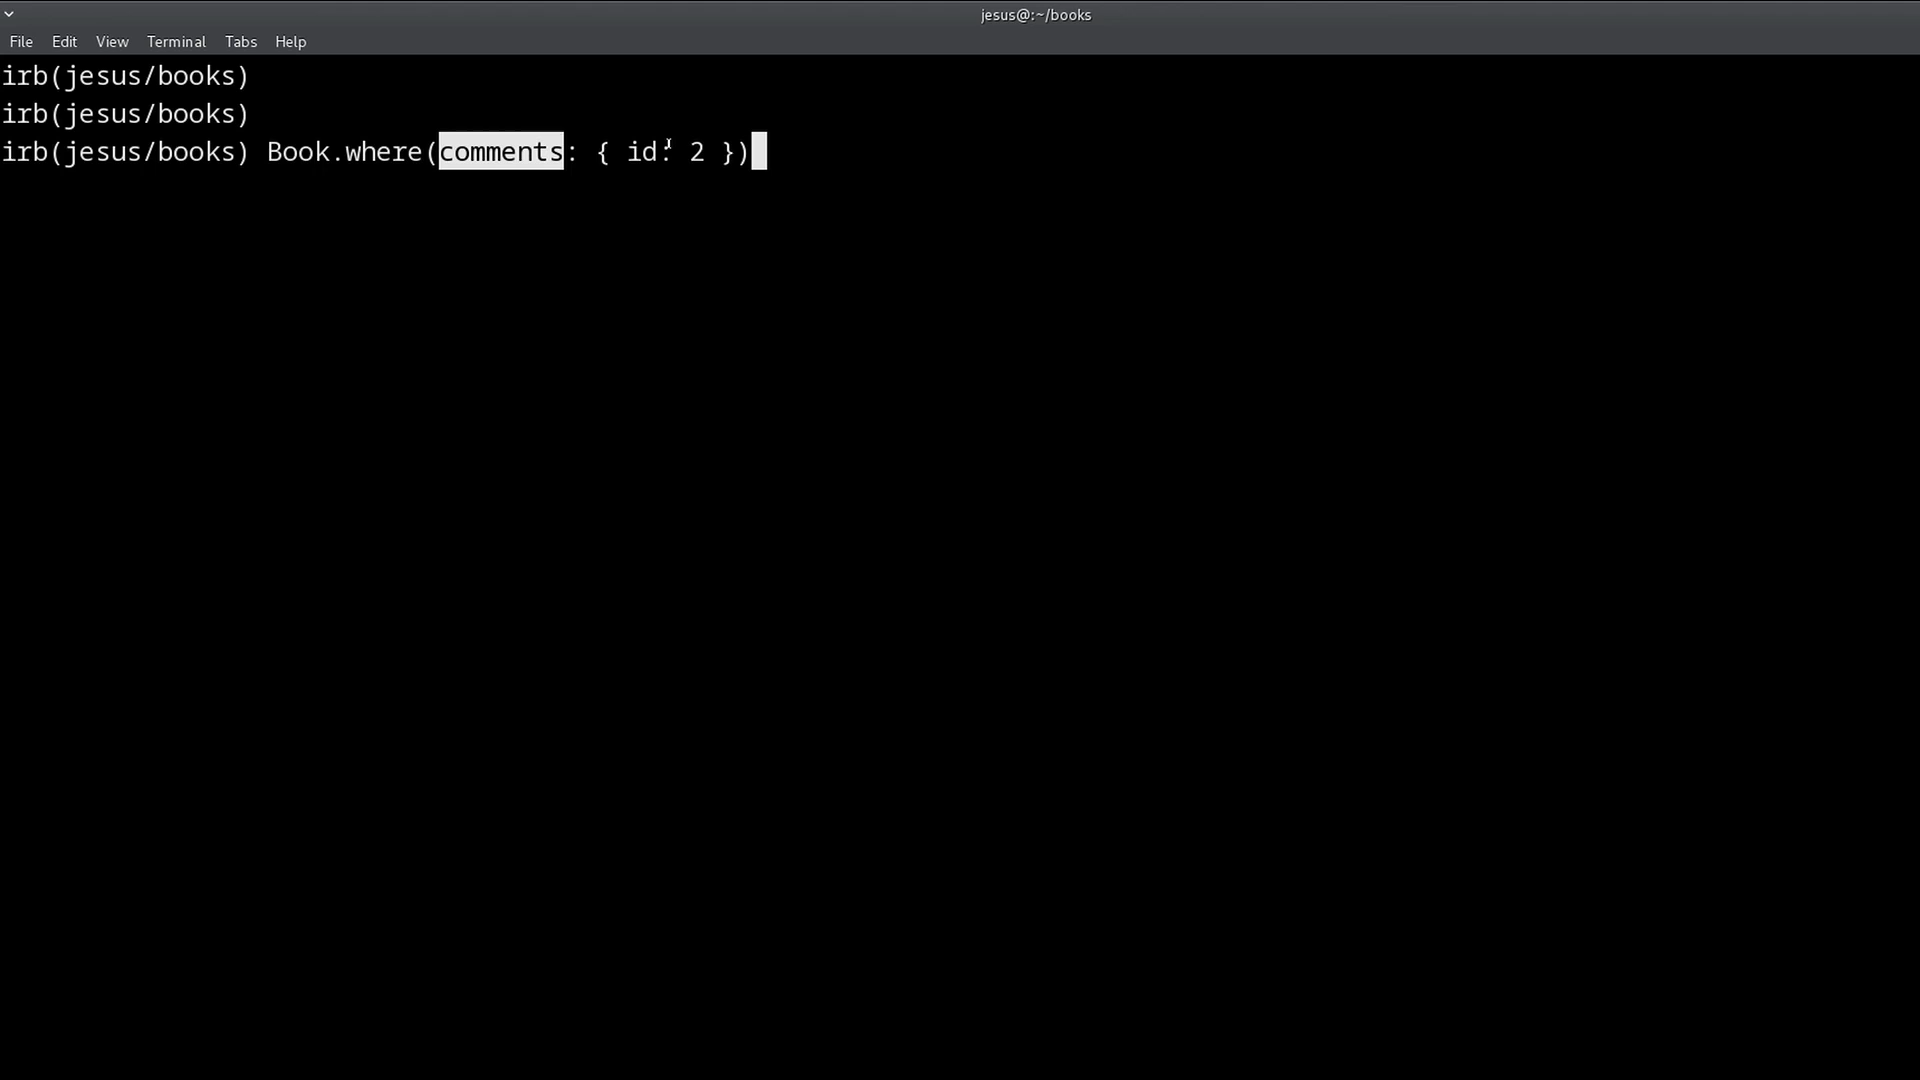 jesus@:~/books
File Edit View Terminal Tabs Help
irb(jesus/books)
irb(jesus/books)
irb(jesus/books) Book.where(comments: { id: 2 })